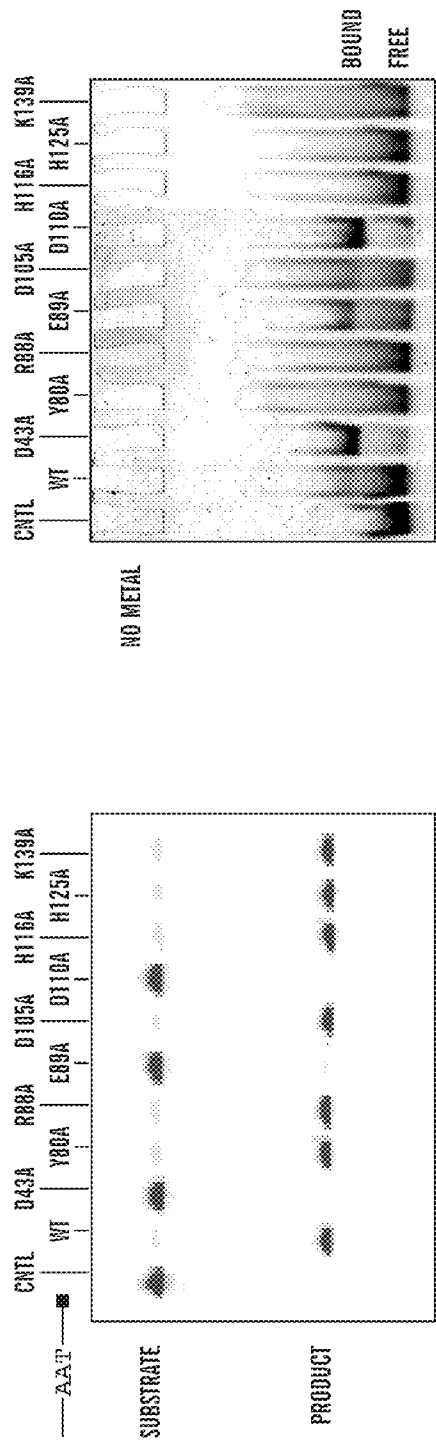 AAT
CNTL WT D43A Y80A R88A E89A D105A D110A H116A H125A K139A
SUBSTRATE
PRODUCT
CNTL WT D43A Y80A R88A E89A D105A D110A H116A H125A K139A
NO METAL
BOUND
FREE